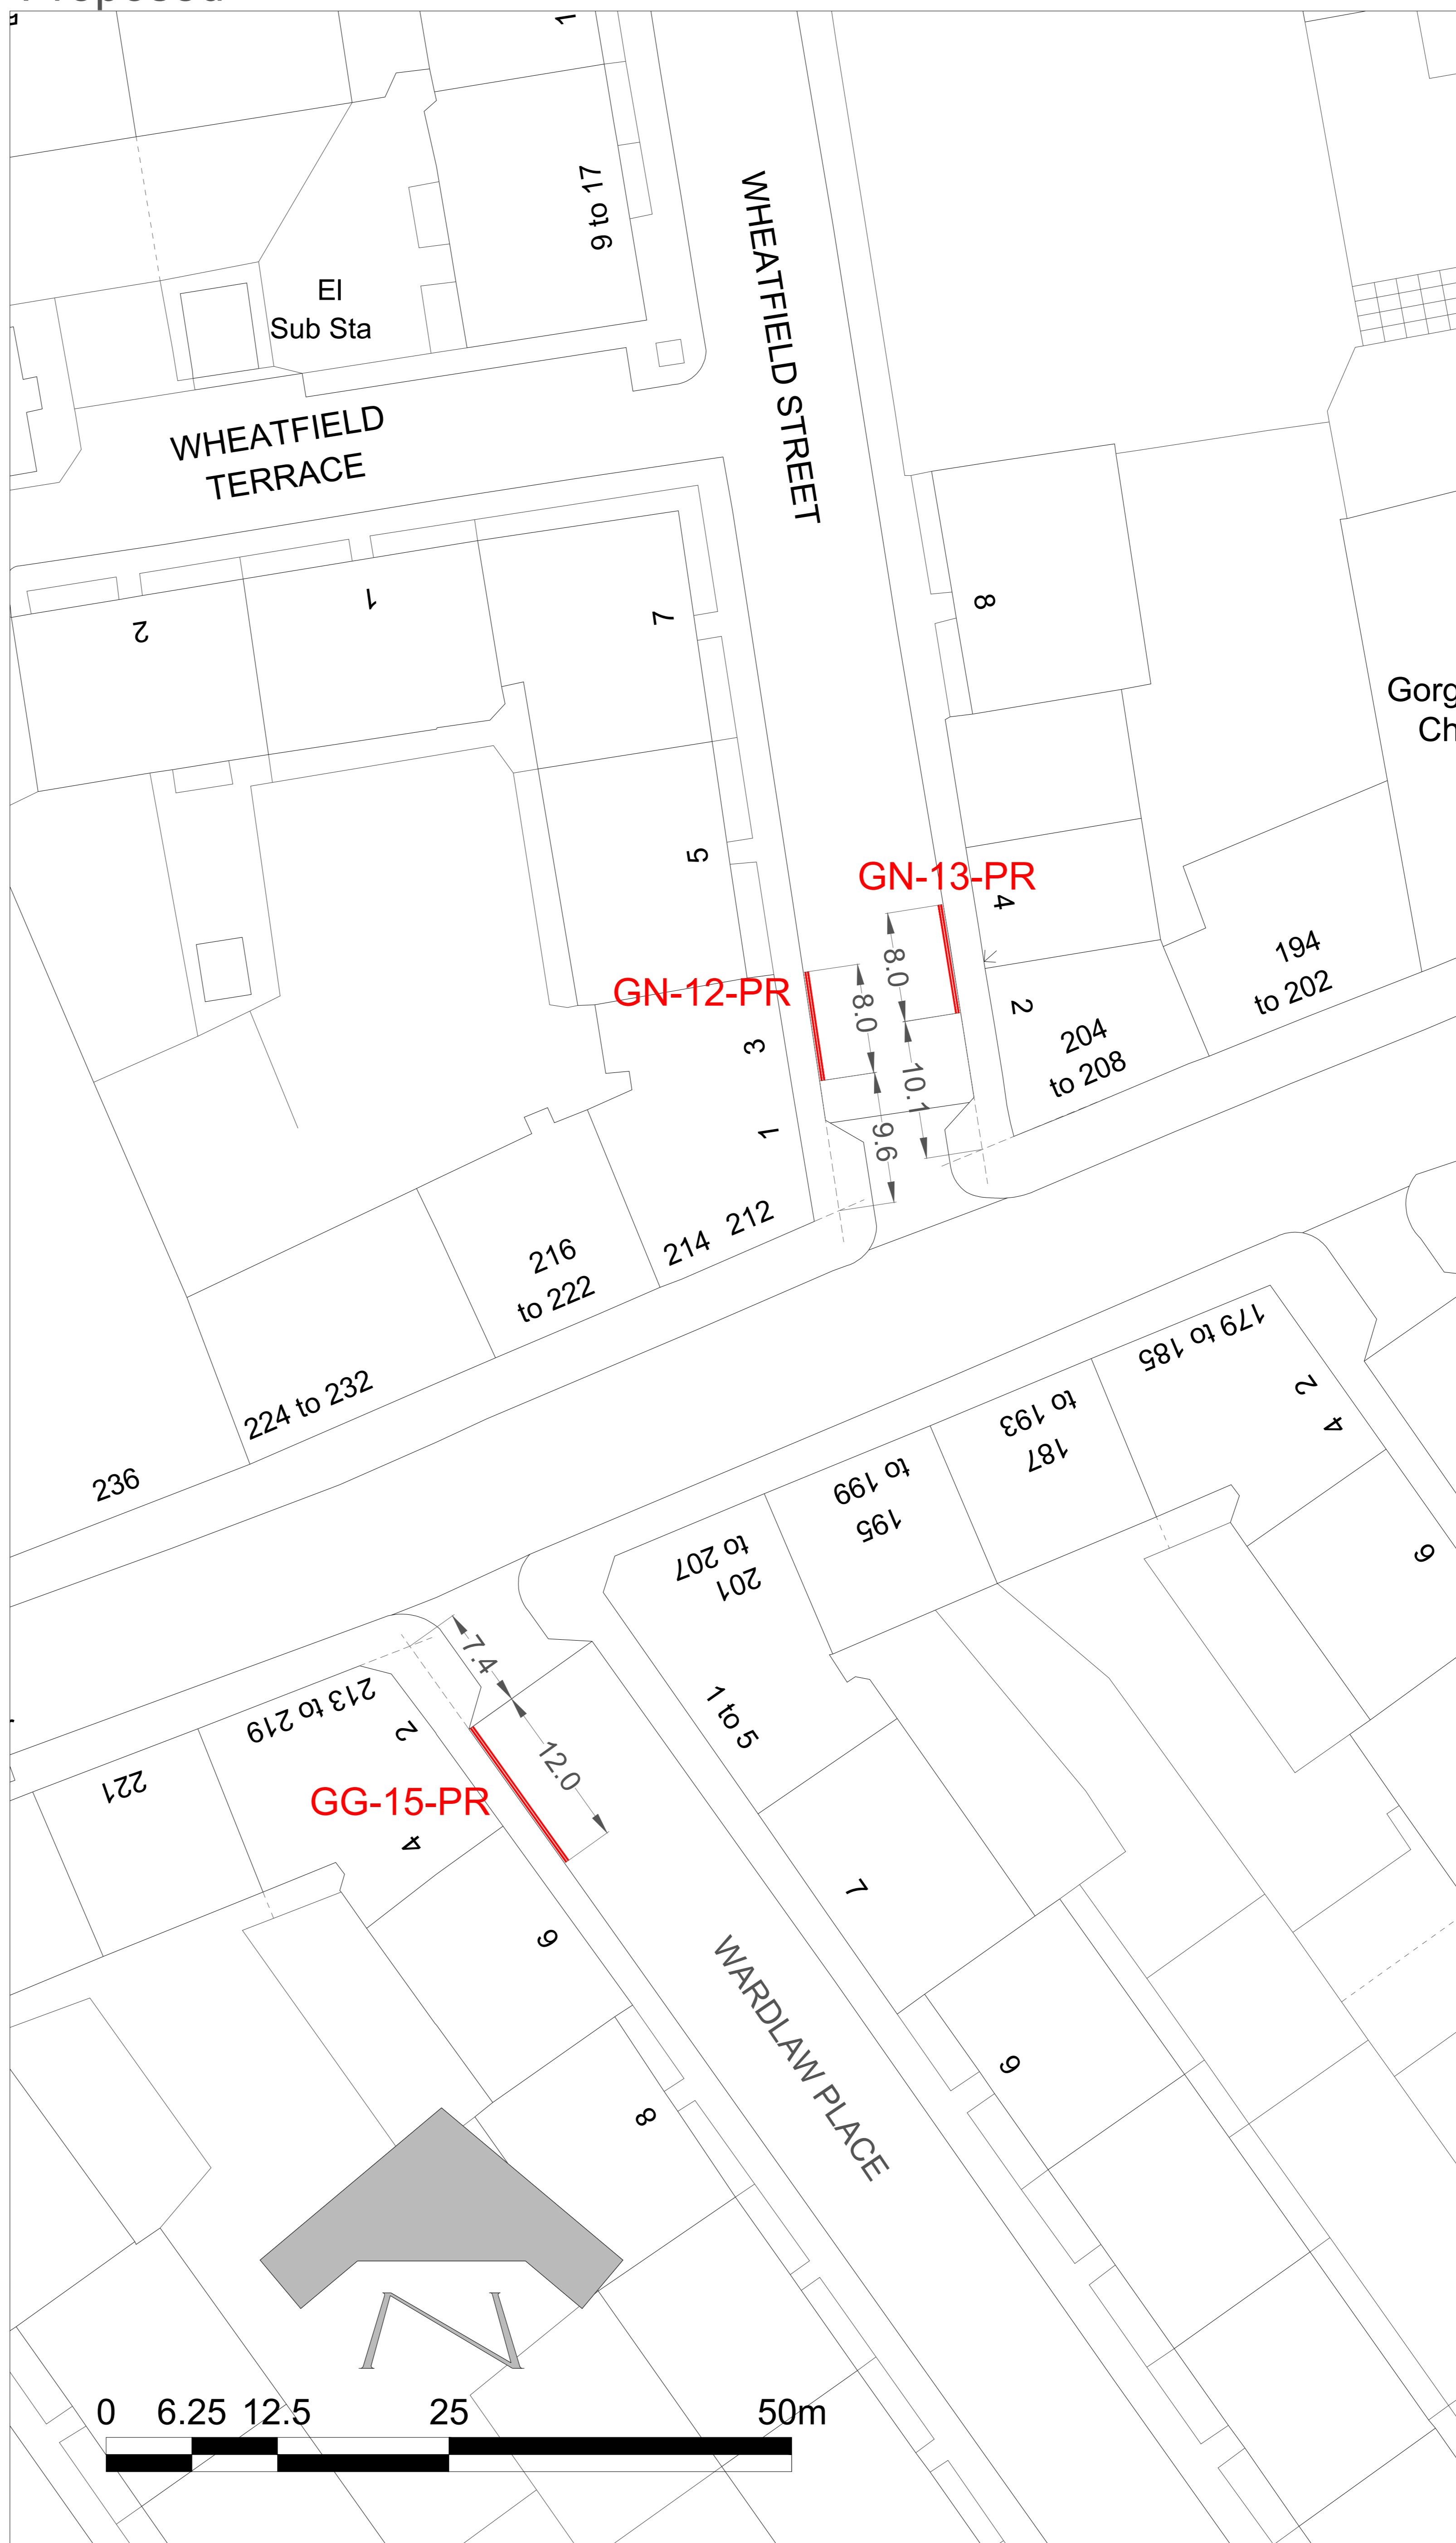 1
6 to 17
El
Sub Sta
WHEATFIELD STREET
WHEATFIELD
TERRACE
2
1
7
8
5
Gorg
Ch
GN-13-PR
4
GN-12-PR
8.0
8.0
194
to 202
2
204
to 208
3
10.1
1
9.6
212
214
216
to 222
224 to 232
236
179 to 185
2
4
187
to 193
195
to 199
201
to 207
6
7.4
213 to 219
2
1 to 5
12.0
221
GG-15-PR
4
7
6
WARDLAW PLACE
9
8
N
0 6.25 12.5 25 50m